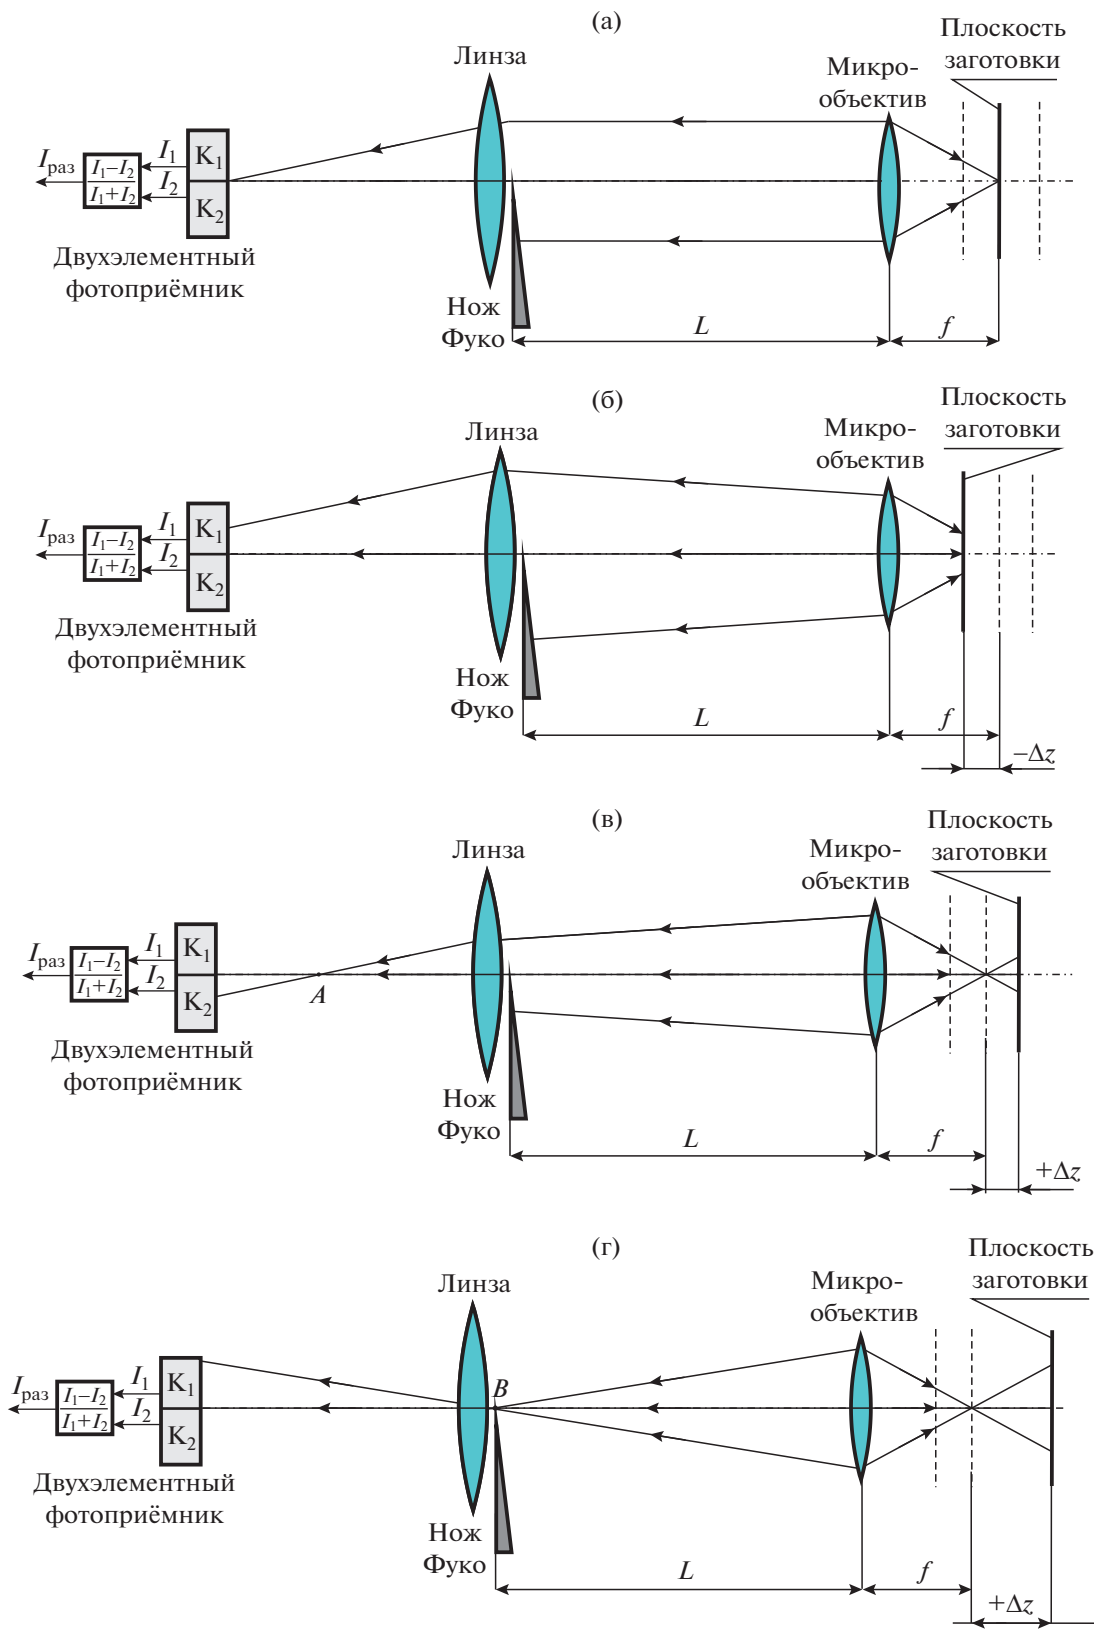 (а)
Плоскость
заготовки
Линза
Микро-
объектив
I₁
K₁
Iраз
I₁–I₂
I₁+I₂
I₂
K₂
Двухэлементный
фотоприёмник
Нож
Фуко
L
f
(б)
Плоскость
заготовки
Линза
Микро-
объектив
I₁
K₁
Iраз
I₁–I₂
I₁+I₂
I₂
K₂
Двухэлементный
фотоприёмник
Нож
Фуко
L
f
–Δz
(в)
Плоскость
заготовки
Линза
Микро-
объектив
I₁
K₁
Iраз
I₁–I₂
I₁+I₂
I₂
K₂
A
Двухэлементный
фотоприёмник
Нож
Фуко
L
f
+Δz
(г)
Плоскость
заготовки
Линза
Микро-
объектив
I₁
K₁
B
Iраз
I₁–I₂
I₁+I₂
I₂
K₂
Двухэлементный
фотоприёмник
Нож
Фуко
L
f
+Δz